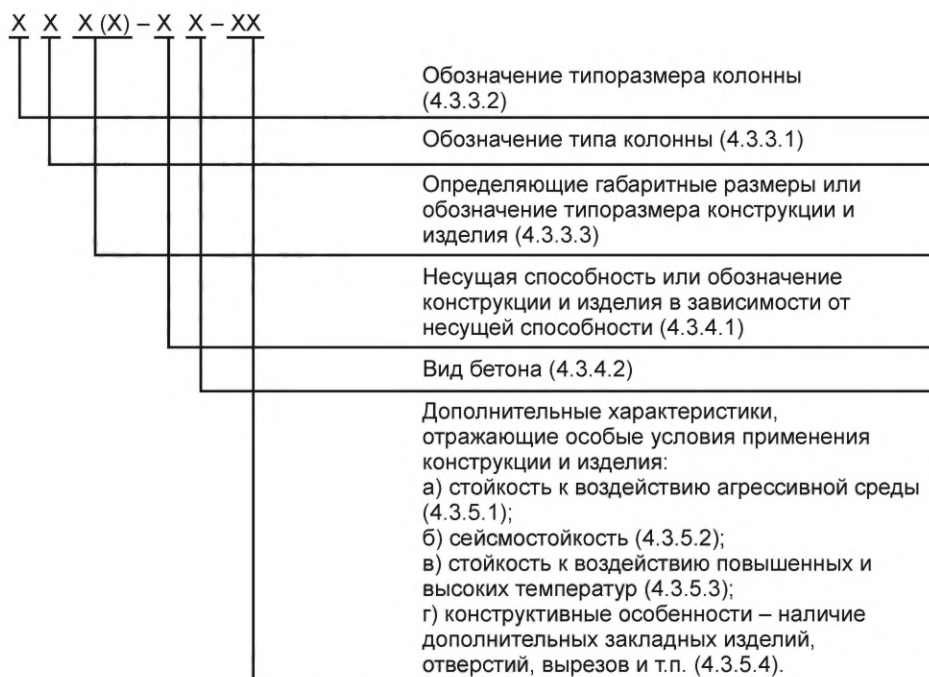 X X X (X) – X X – XX
Обозначение типоразмера колонны
(4.3.3.2)
Обозначение типа колонны (4.3.3.1)
Определяющие габаритные размеры или
обозначение типоразмера конструкции и
изделия (4.3.3.3)
Несущая способность или обозначение
конструкции и изделия в зависимости от
несущей способности (4.3.4.1)
Вид бетона (4.3.4.2)
Дополнительные характеристики,
отражающие особые условия применения
конструкции и изделия:
а) стойкость к воздействию агрессивной среды
(4.3.5.1);
б) сейсмостойкость (4.3.5.2);
в) стойкость к воздействию повышенных и
высоких температур (4.3.5.3);
г) конструктивные особенности – наличие
дополнительных закладных изделий,
отверстий, вырезов и т.п. (4.3.5.4).